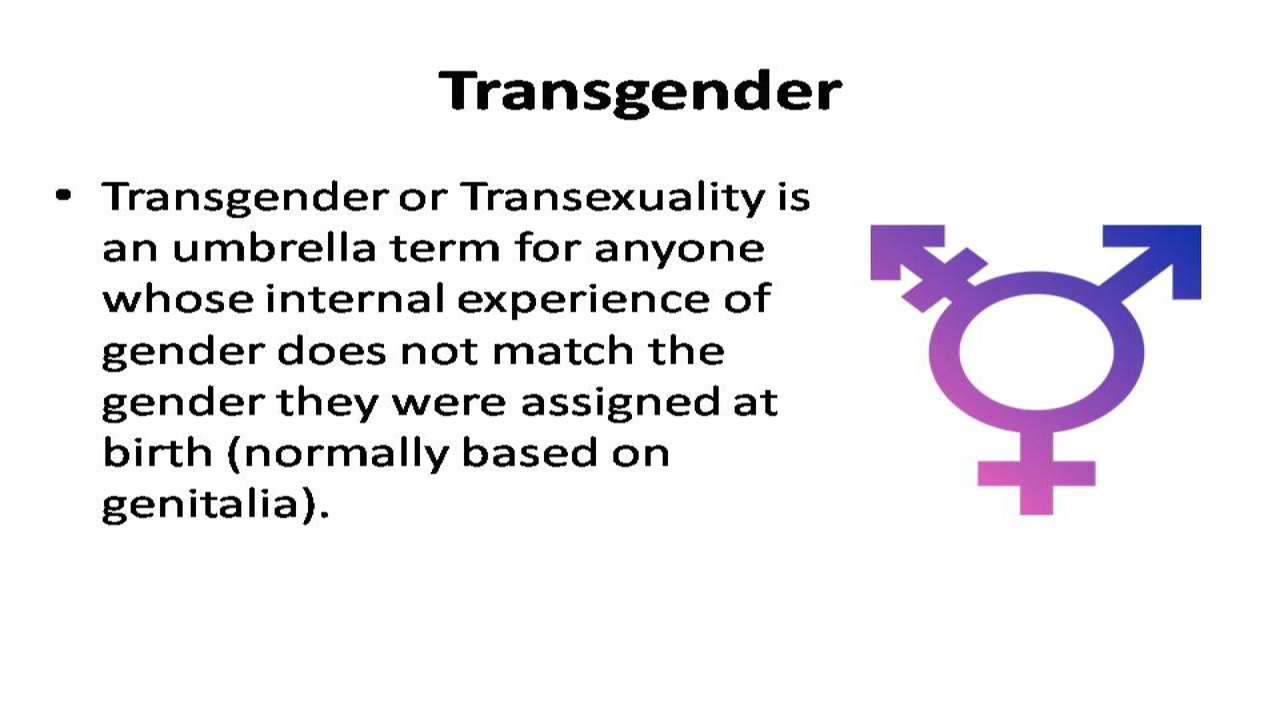 Transgender
• Transgender or Transexuality is
an umbrella term for anyone
whose internal experience of
gender does not match the
gender they were assigned at
birth (normally based on
genitalia).